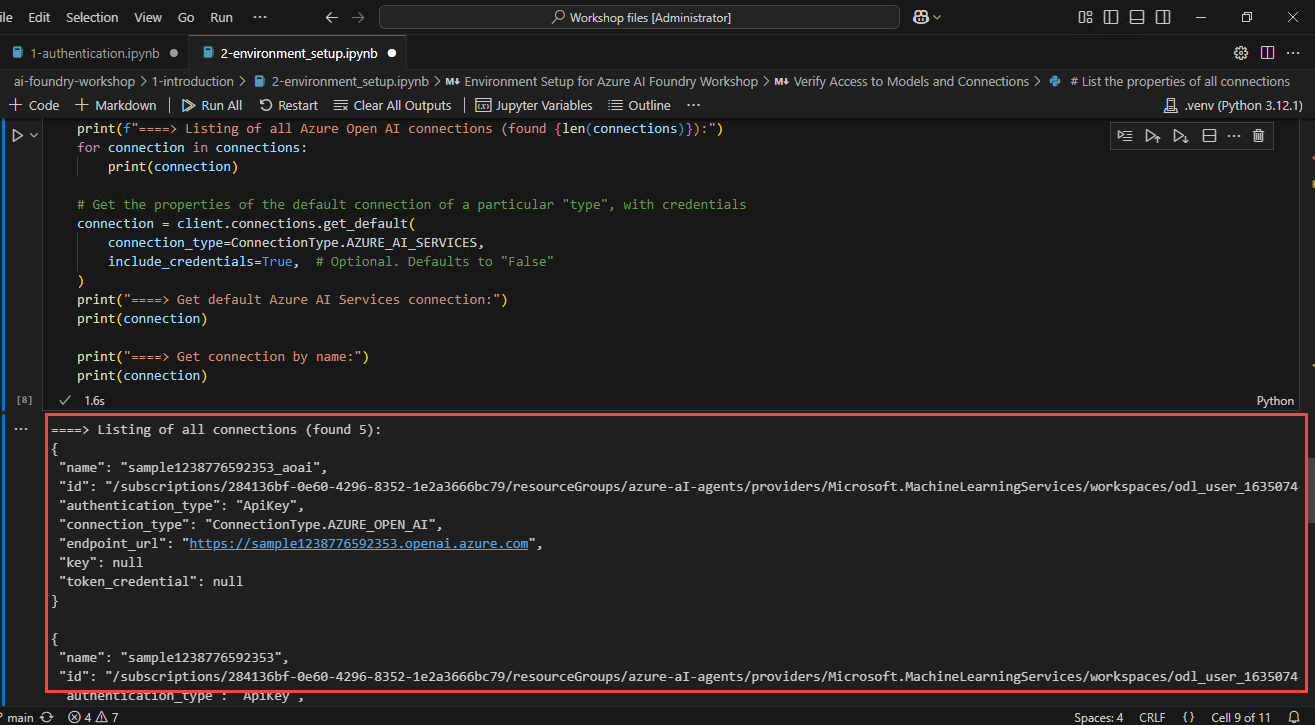 Edit Selection View Go Run ··· Workshop files [Administrator]
1-authentication.ipynb 2-environment_setup.ipynb
ai-foundry-workshop > 1-introduction > 2-environment_setup.ipynb > M↓ Environment Setup for Azure AI Foundry Workshop > M↓ Verify Access to Models and Connections > # List the properties of all connections
+ Code + Markdown Run All Restart Clear All Outputs Jupyter Variables Outline ··· .venv (Python 3.12.1)
print(f"====> Listing of all Azure Open AI connections (found {len(connections)}):")
for connection in connections:
print(connection)
# Get the properties of the default connection of a particular "type", with credentials
connection = client.connections.get_default(
connection_type=ConnectionType.AZURE_AI_SERVICES,
include_credentials=True, # Optional. Defaults to "False"
)
print("====> Get default Azure AI Services connection:")
print(connection)
print("====> Get connection by name:")
print(connection)
[8] ✓ 1.6s Python
====> Listing of all connections (found 5):
{
"name": "sample1238776592353_aoai",
"id": "/subscriptions/284136bf-0e60-4296-8352-1e2a3666bc79/resourceGroups/azure-aI-agents/providers/Microsoft.MachineLearningServices/workspaces/odl_user_1635074
"authentication_type": "ApiKey",
"connection_type": "ConnectionType.AZURE_OPEN_AI",
"endpoint_url": "https://sample1238776592353.openai.azure.com",
"key": null
"token_credential": null
}
{
"name": "sample1238776592353",
"id": "/subscriptions/284136bf-0e60-4296-8352-1e2a3666bc79/resourceGroups/azure-aI-agents/providers/Microsoft.MachineLearningServices/workspaces/odl_user_1635074
"authentication_type": "ApiKey",
main 4 7 Spaces: 4 CRLF {} Cell 9 of 11